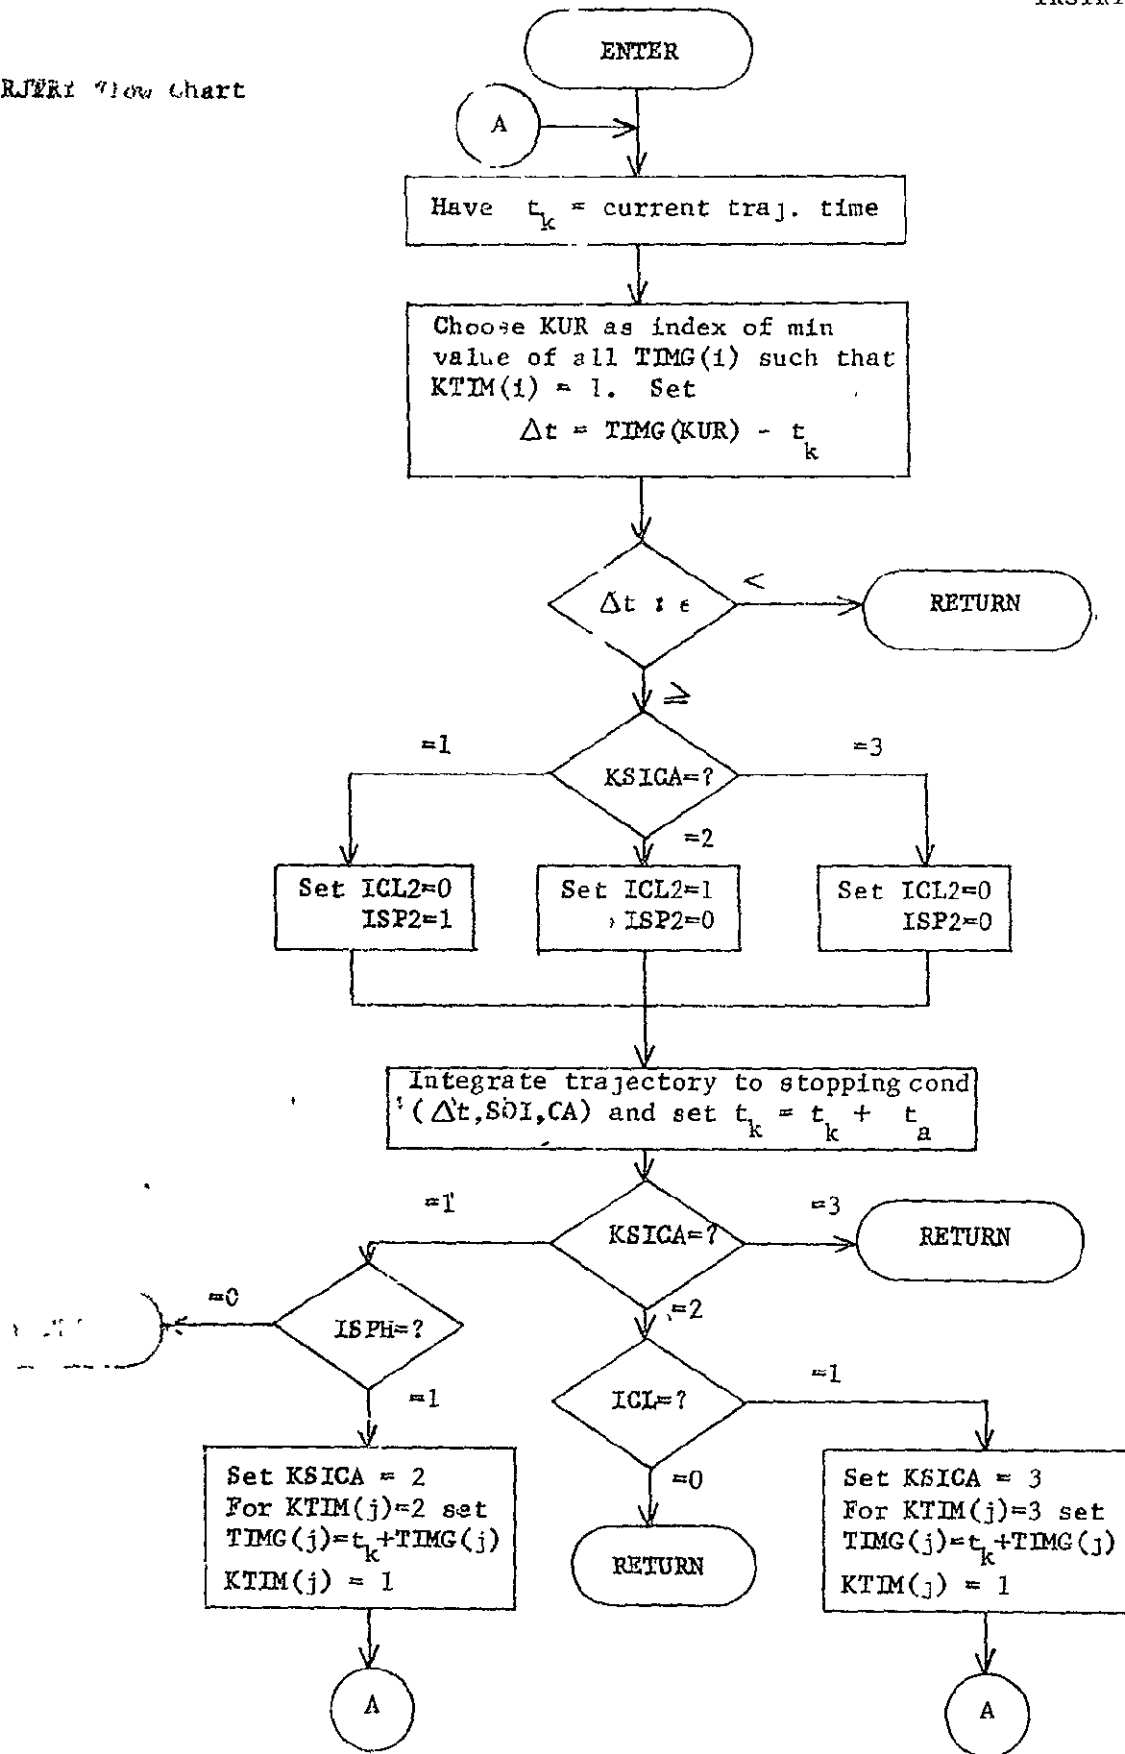 ENTER
Chart
A
Have t_k = current traj. time
Choose KUR as index of min
value of all TIMG(i) such that
KTIM(i) = 1. Set
Δt = TIMG(KUR) - t_k
Δt : ε
<
RETURN
≥
=1
KSICA=?
=3
=2
Set ICL2=0
ISP2=1
Set ICL2=1
ISP2=0
Set ICL2=0
ISP2=0
Integrate trajectory to stopping cond
(Δt,SOI,CA) and set t_k = t_k + t_a
=1
KSICA=?
=3
RETURN
=2
=0
ISPH=?
=1
ICL=?
=1
=0
Set KSICA = 2
For KTIM(j)=2 set
TIMG(j)=t_k+TIMG(j)
KTIM(j) = 1
RETURN
Set KSICA = 3
For KTIM(j)=3 set
TIMG(j)=t_k+TIMG(j)
KTIM(j) = 1
A
A